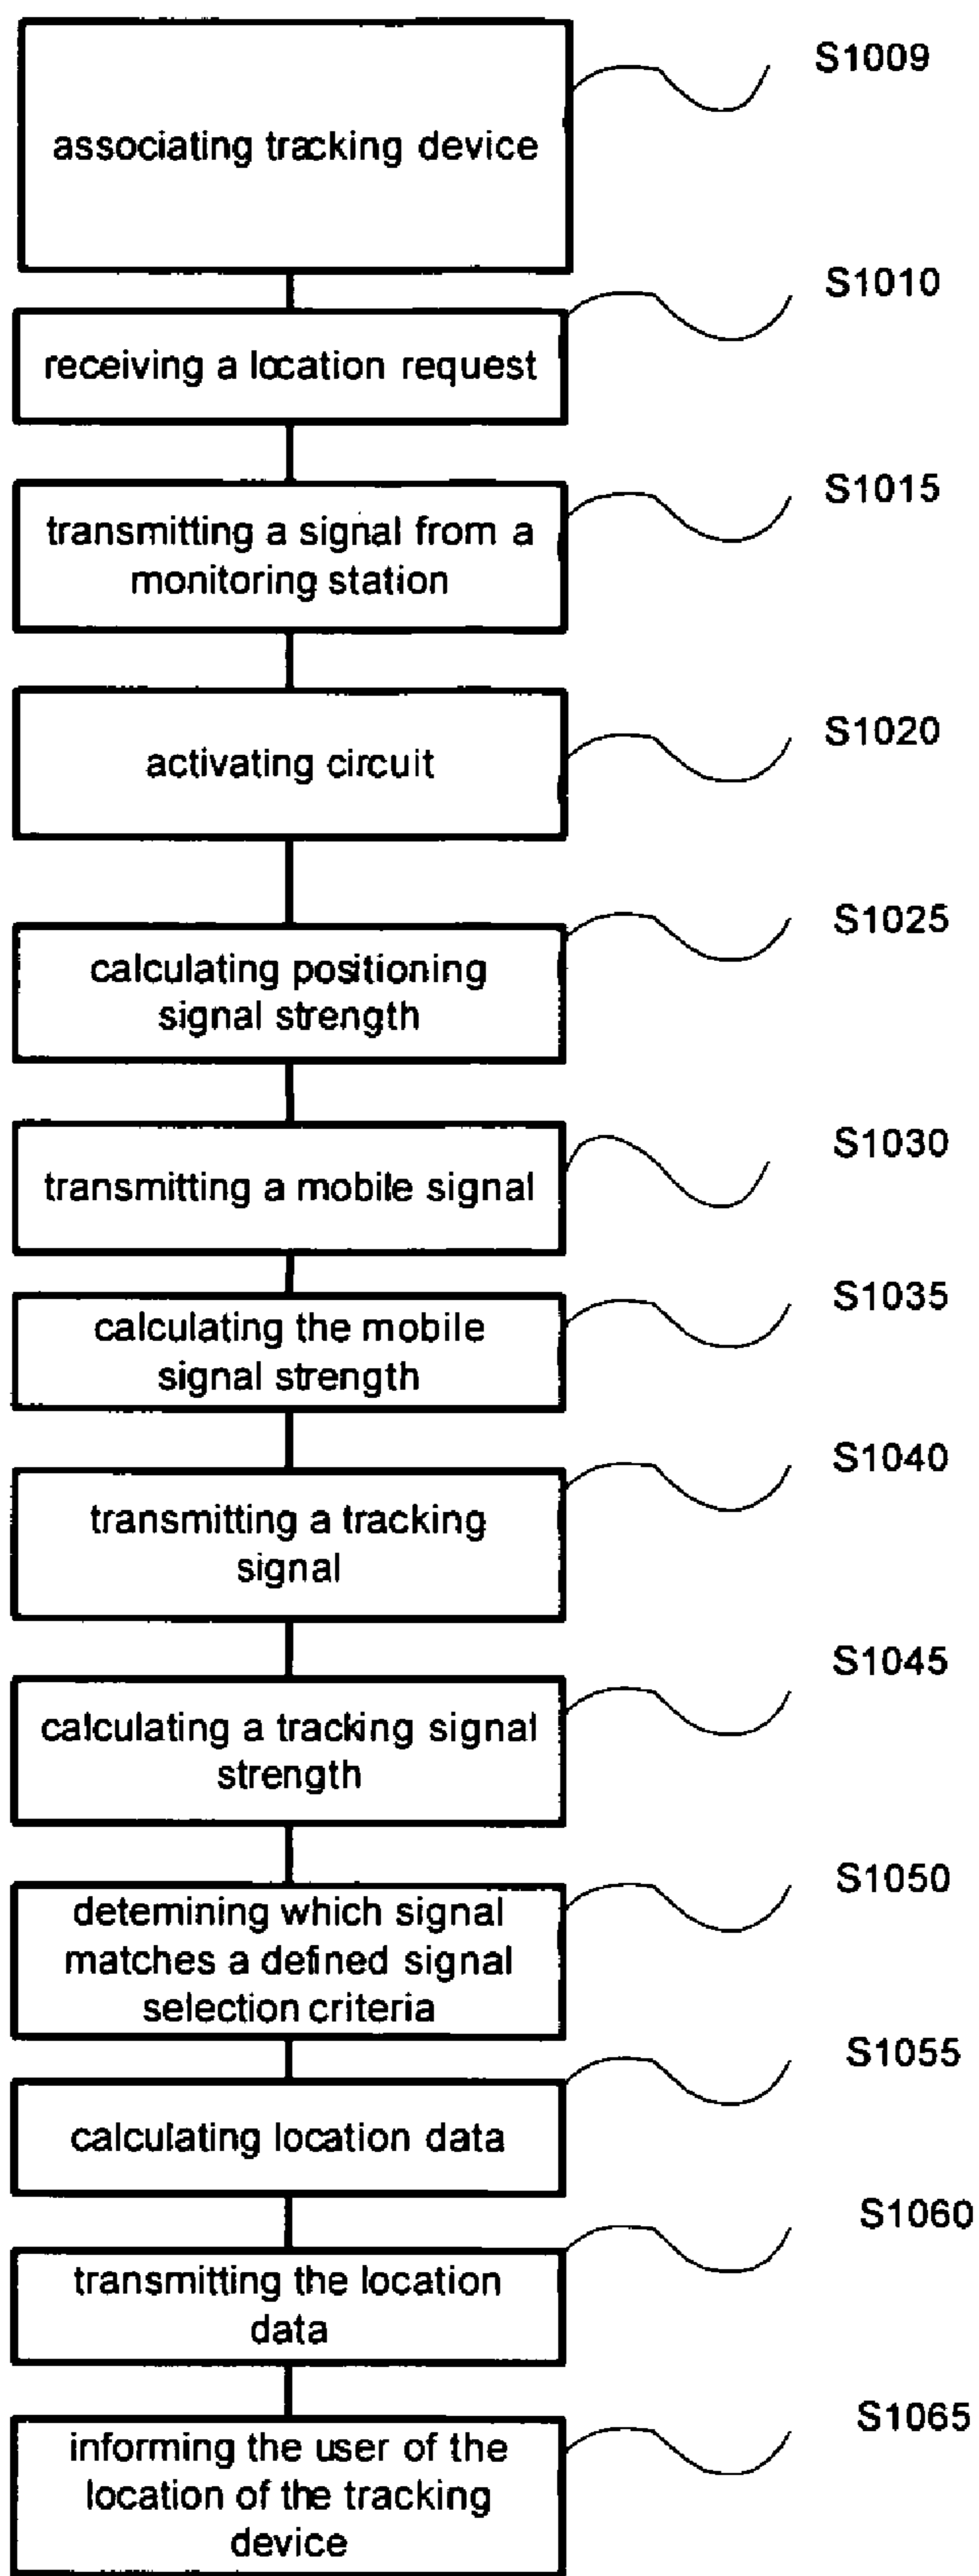 associating tracking device
S1009
receiving a location request
S1010
transmitting a signal from a
monitoring station
S1015
activating circuit
S1020
calculating positioning
signal strength
S1025
transmitting a mobile signal
S1030
calculating the mobile
signal strength
S1035
transmitting a tracking
signal
S1040
calculating a tracking signal
strength
S1045
detemining which signal
matches a defined signal
selection criteria
S1050
calculating location data
S1055
transmitting the location
data
S1060
informing the user of the
location of the tracking
device
S1065